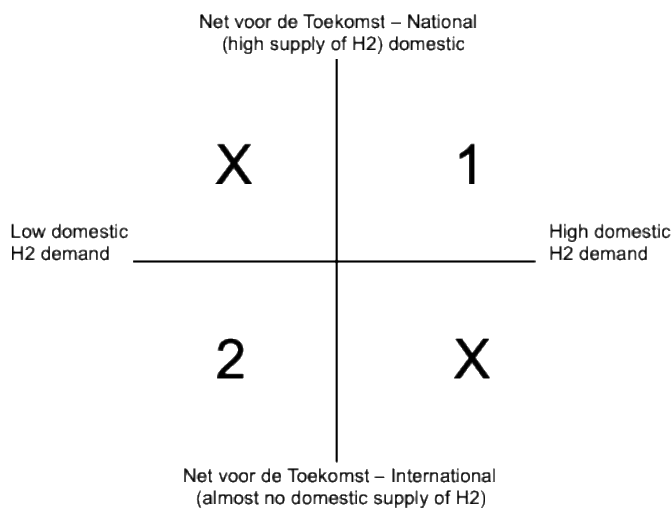 Net voor de Toekomst – National
(high supply of H2) domestic
X
1
Low domestic
H2 demand
High domestic
H2 demand
2
X
Net voor de Toekomst – International
(almost no domestic supply of H2)